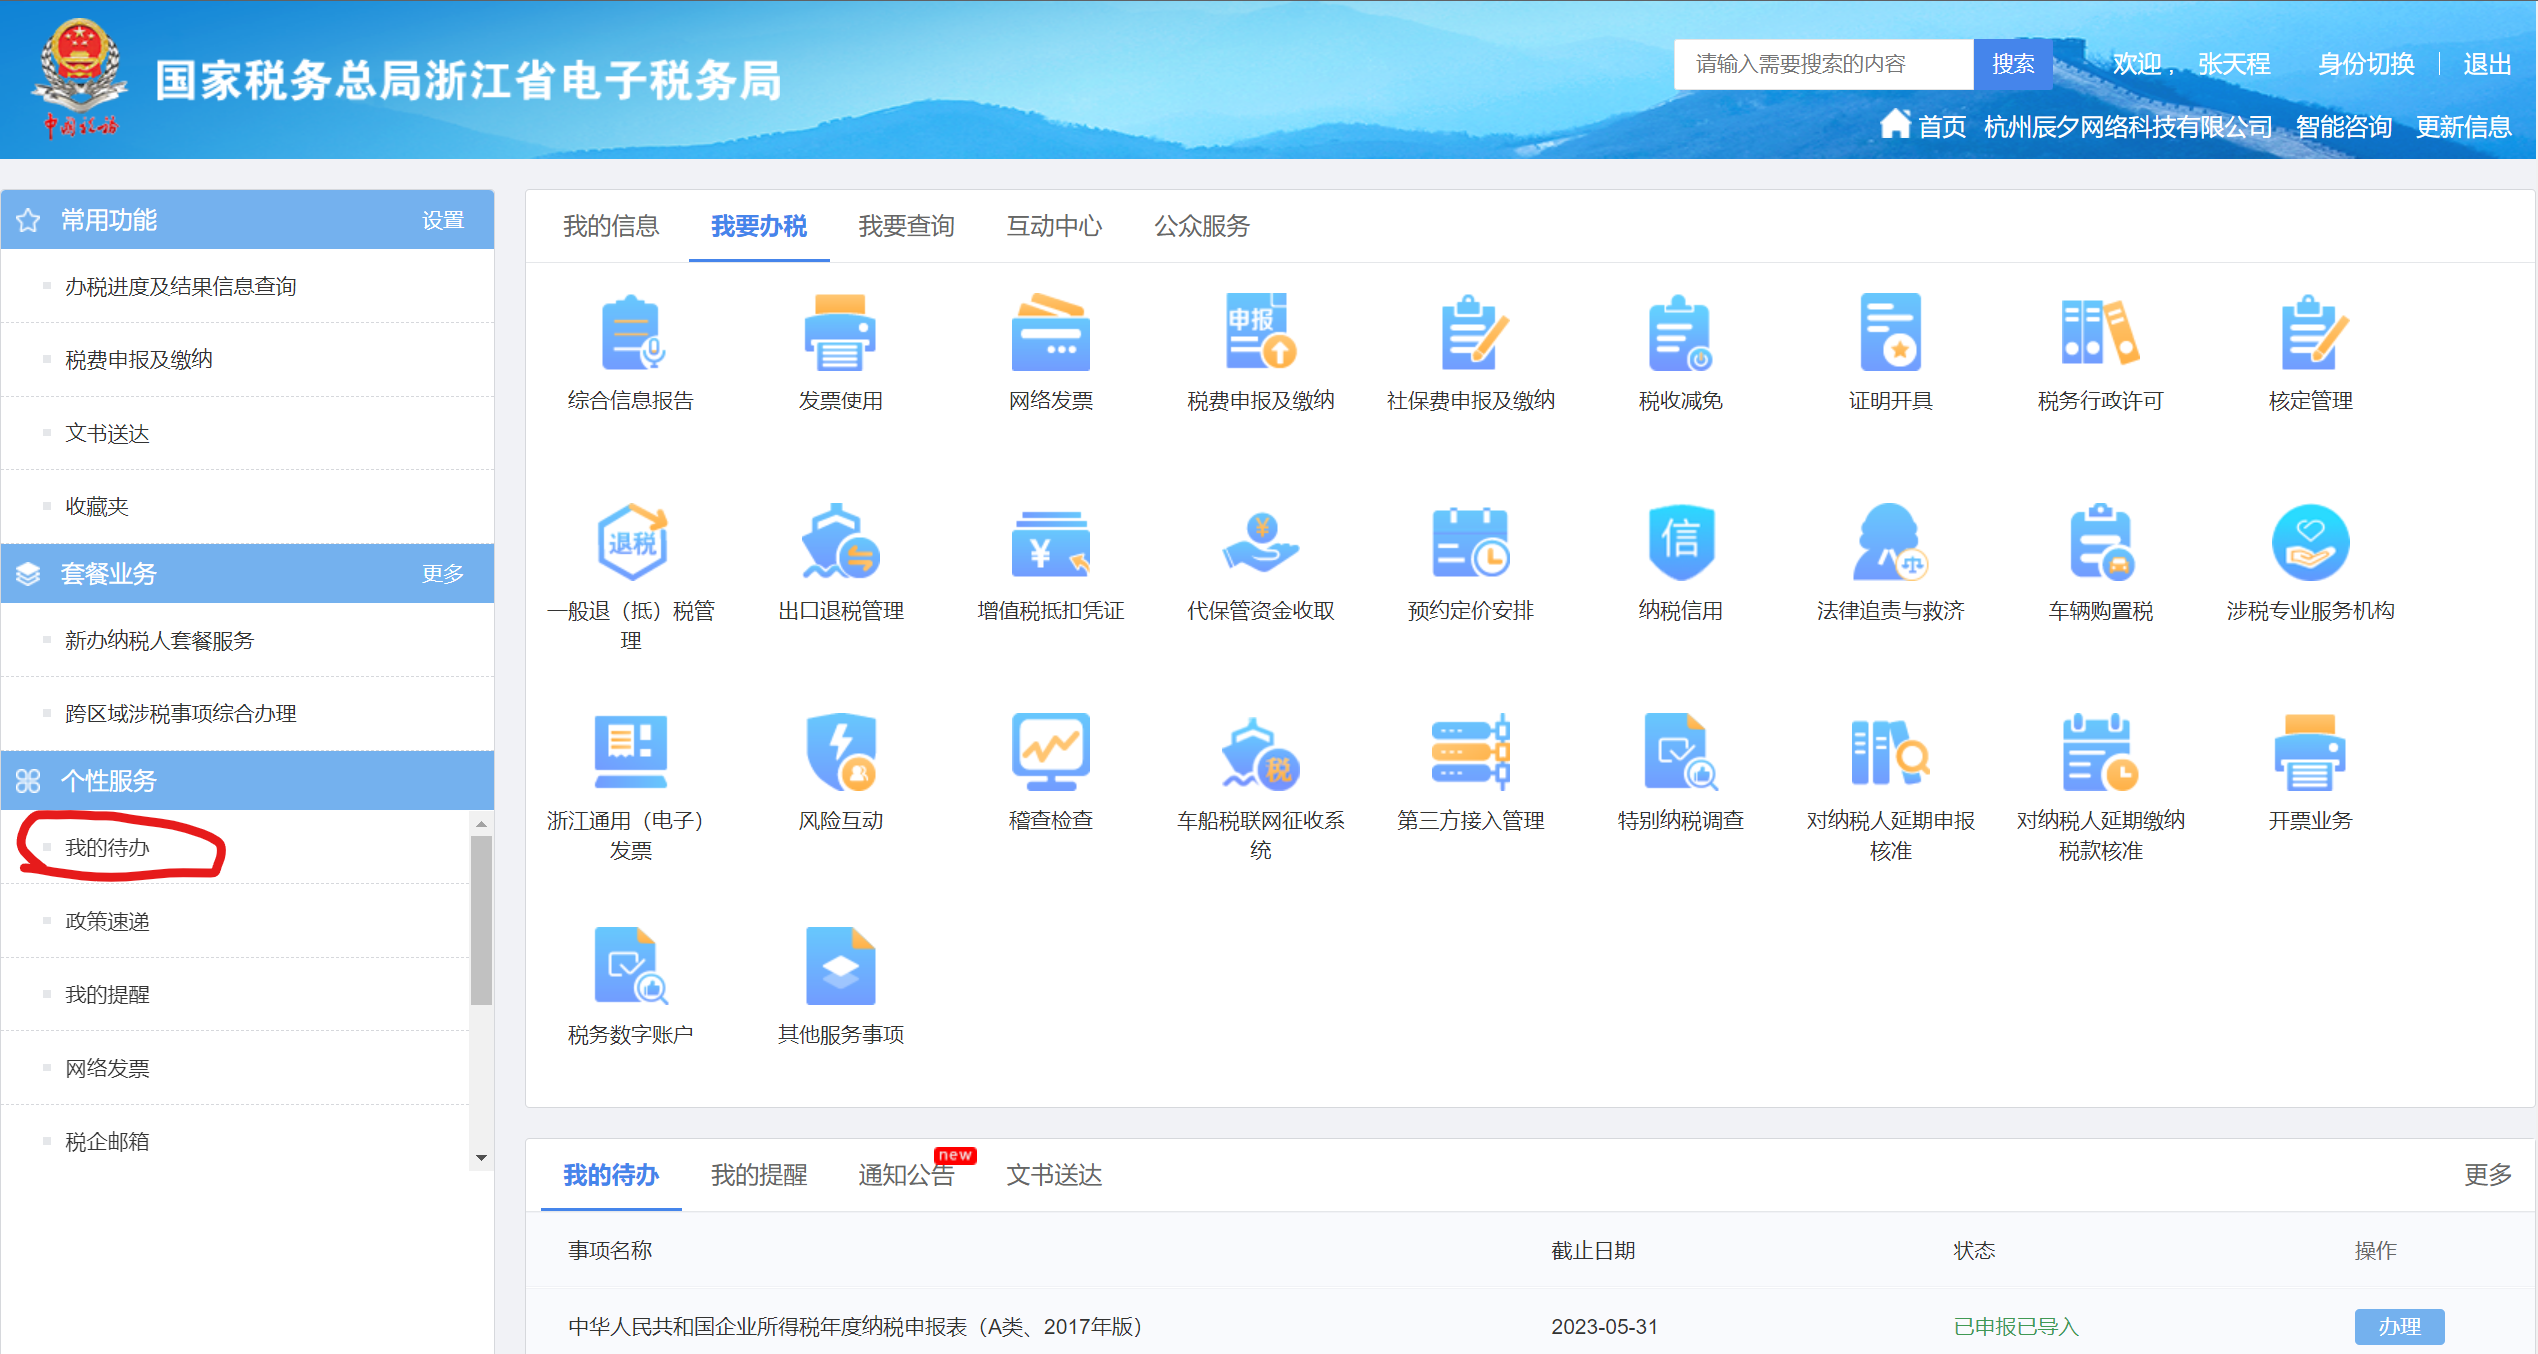 国家税务总局浙江省电子税务局
中国税务
请输入需要搜索的内容 搜索
欢迎， 张天程 身份切换 退出
首页 杭州辰夕网络科技有限公司 智能咨询 更新信息
常用功能 设置
办税进度及结果信息查询
税费申报及缴纳
文书送达
收藏夹
套餐业务 更多
新办纳税人套餐服务
跨区域涉税事项综合办理
个性服务
我的待办
政策速递
我的提醒
网络发票
税企邮箱
我的信息 我要办税 我要查询 互动中心 公众服务
申报
综合信息报告 发票使用 网络发票 税费申报及缴纳 社保费申报及缴纳 税收减免 证明开具 税务行政许可 核定管理
退税 ¥ ¥ 信
一般退（抵）税管 出口退税管理 增值税抵扣凭证 代保管资金收取 预约定价安排 纳税信用 法律追责与救济 车辆购置税 涉税专业服务机构
理
税
浙江通用（电子） 风险互动 稽查检查 车船税联网征收系 第三方接入管理 特别纳税调查 对纳税人延期申报 对纳税人延期缴纳 开票业务
发票 统 核准 税款核准
税务数字账户 其他服务事项
我的待办 我的提醒 通知公告 new 文书送达 更多
事项名称 截止日期 状态 操作
中华人民共和国企业所得税年度纳税申报表（A类、2017年版） 2023-05-31 已申报已导入 办理